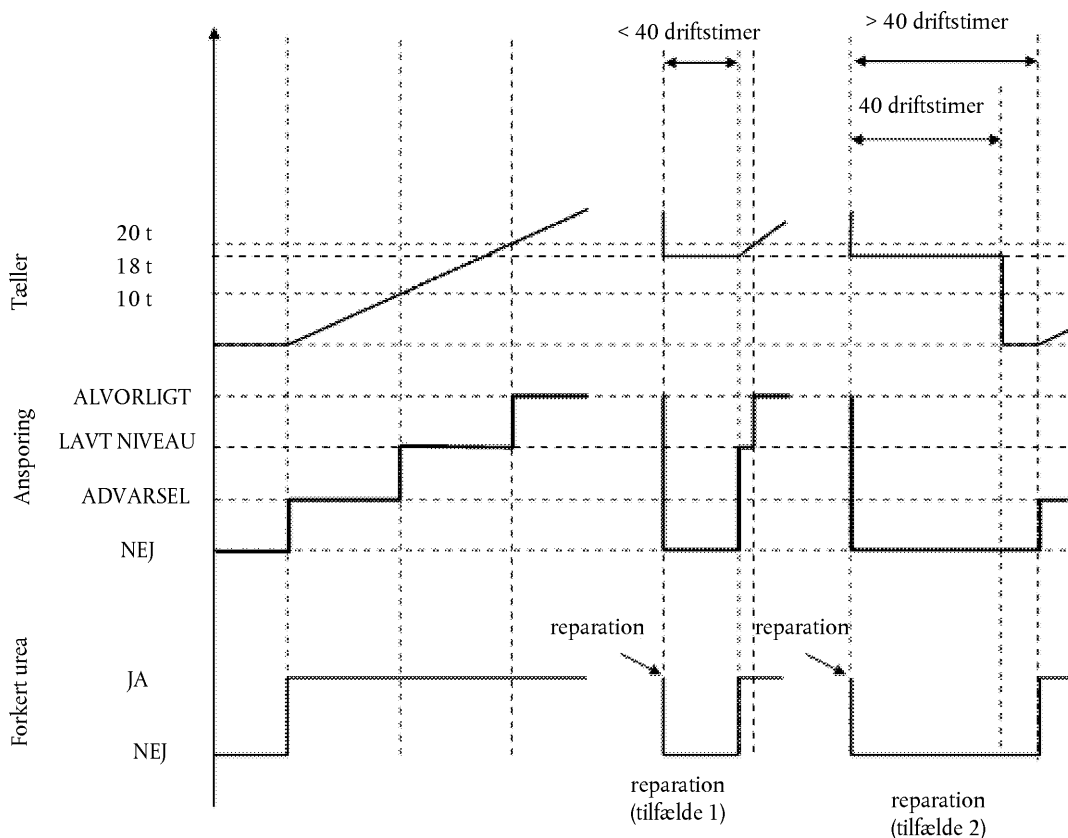 < 40 driftstimer
> 40 driftstimer
40 driftstimer
Tæller
20 t
18 t
10 t
Ansporing
ALVORLIGT
LAVT NIVEAU
ADVARSEL
NEJ
Forkert urea
JA
NEJ
reparation
reparation
reparation
(tilfælde 1)
reparation
(tilfælde 2)